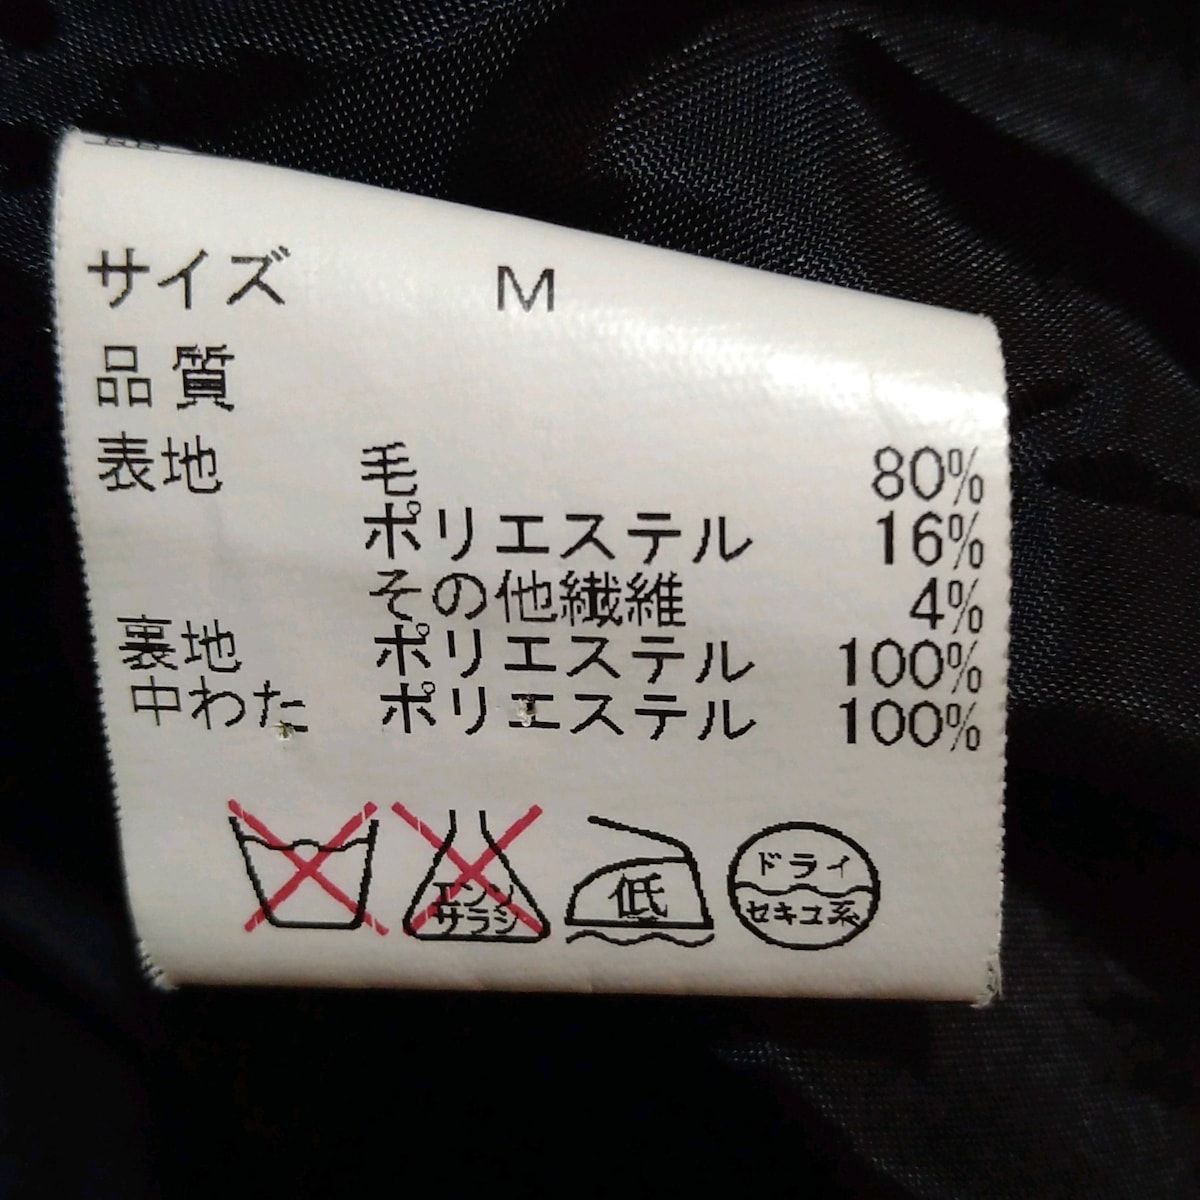 サイズ M
品質
表地 毛 80%
ポリエステル 16%
その他繊維 4%
裏地 ポリエステル 100%
中わた ポリエステル 100%
エンソ
サラシ
低
ドライ
セキユ系